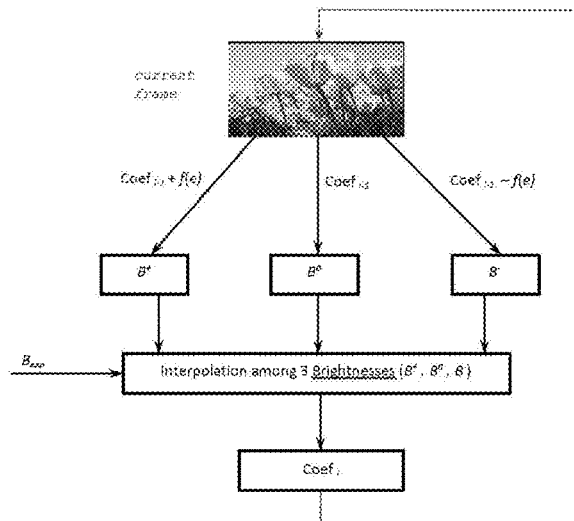 current
frame
Coef i-1 + f(e)
Coef i-1
Coef i-1 - f(e)
B+
B0
B-
Bexp
Interpolation among 3 Brightnesses (B+, B0, B-)
Coef i